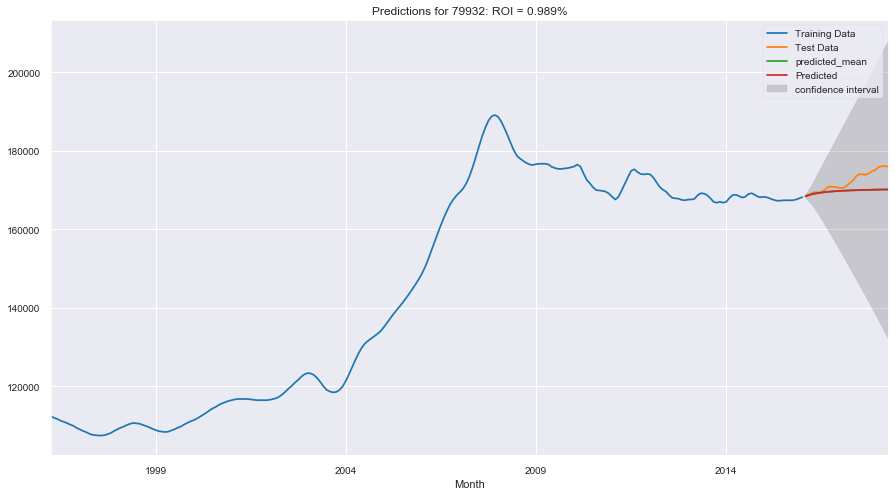 Predictions for 79932: ROI = 0.989%
Training Data
Test Data
predicted_mean
Predicted
confidence interval
200000
180000
160000
140000
120000
1999
2004
2009
2014
Month